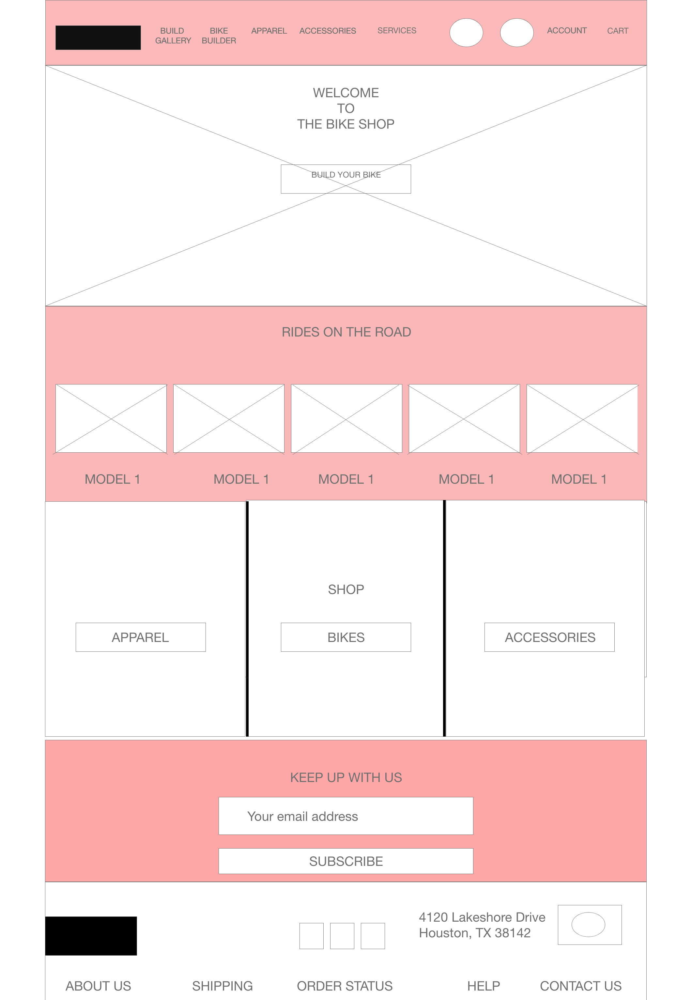 BUILD
GALLERY
BIKE
BUILDER
APPAREL
ACCESSORIES
SERVICES
ACCOUNT
CART
WELCOME
TO
THE BIKE SHOP
BUILD YOUR BIKE
RIDES ON THE ROAD
MODEL 1
MODEL 1
MODEL 1
MODEL 1
MODEL 1
SHOP
APPAREL
BIKES
ACCESSORIES
KEEP UP WITH US
Your email address
SUBSCRIBE
4120 Lakeshore Drive
Houston, TX 38142
ABOUT US
SHIPPING
ORDER STATUS
HELP
CONTACT US